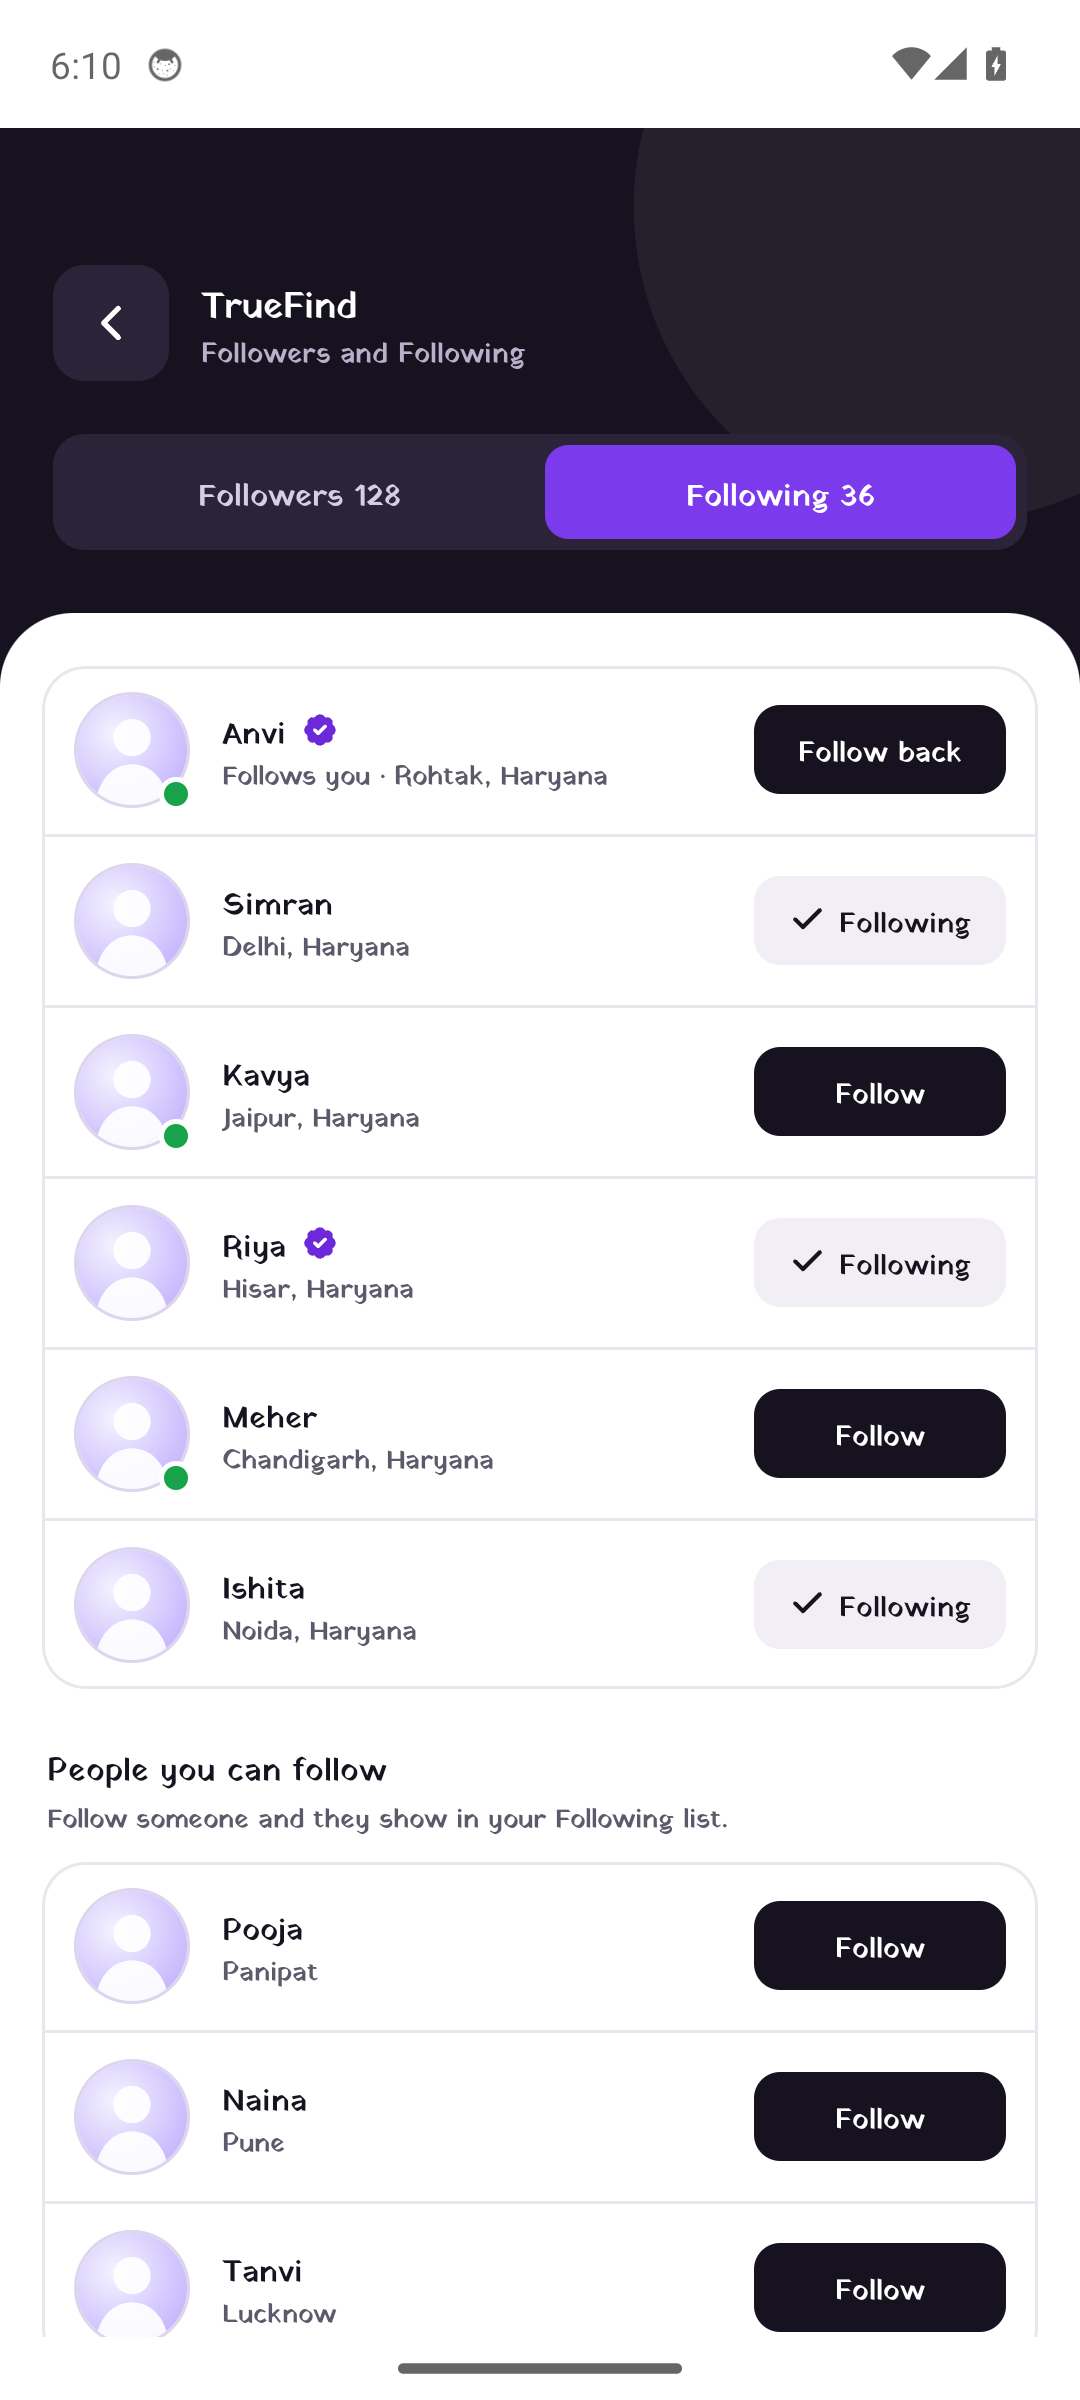 6:10
TrueFind
Followers and Following
Followers 128
Following 36
Anvi
Follows you · Rohtak, Haryana
Follow back
Simran
Delhi, Haryana
Following
Kavya
Jaipur, Haryana
Follow
Riya
Hisar, Haryana
Following
Meher
Chandigarh, Haryana
Follow
Ishita
Noida, Haryana
Following
People you can follow
Follow someone and they show in your Following list.
Pooja
Panipat
Follow
Naina
Pune
Follow
Tanvi
Lucknow
Follow